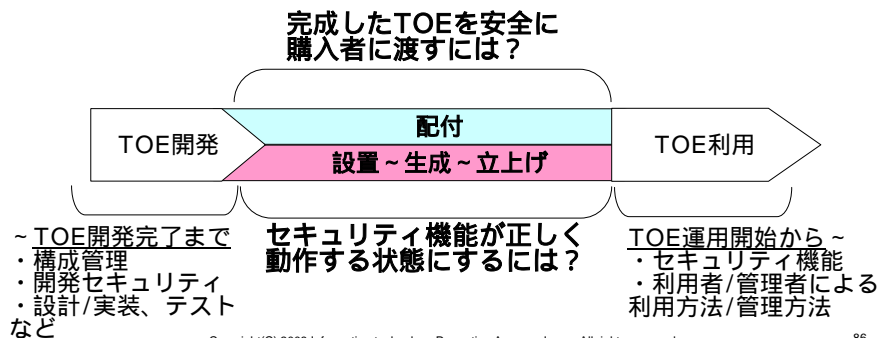 完成したTOEを安全に
購入者に渡すには？
TOE開発
配付
設置～生成～立上げ
TOE利用
～TOE開発完了まで
・構成管理
・開発セキュリティ
・設計/実装、テスト
など
セキュリティ機能が正しく
動作する状態にするには？
TOE運用開始から～
・セキュリティ機能
・利用者/管理者による
利用方法/管理方法